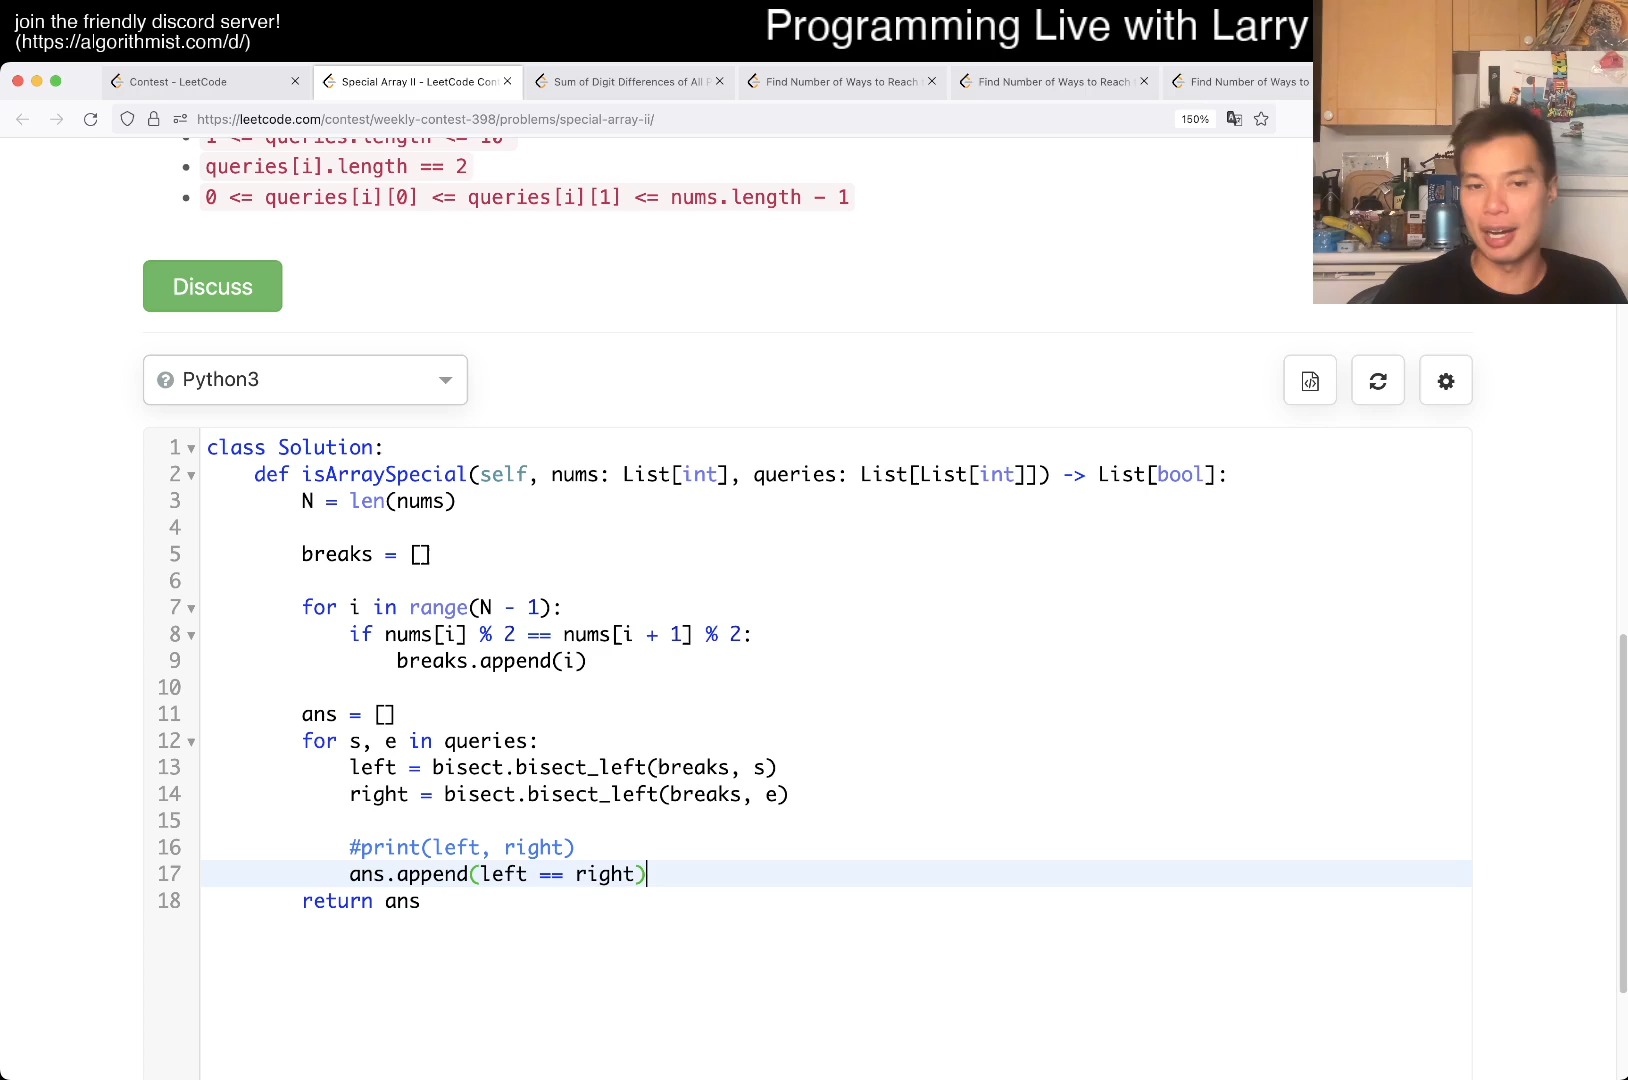 join the friendly discord server!
(https://algorithmist.com/d/)
Programming Live with Larry
Contest - LeetCode
Special Array II - LeetCode Con
Sum of Digit Differences of All P
Find Number of Ways to Reach
Find Number of Ways to Reach
Find Number of Ways to
https://leetcode.com/contest/weekly-contest-398/problems/special-array-ii/
150%
1 <= queries.length <= 10
queries[i].length == 2
0 <= queries[i][0] <= queries[i][1] <= nums.length - 1
Discuss
Python3
1 class Solution:
2 def isArraySpecial(self, nums: List[int], queries: List[List[int]]) -> List[bool]:
3 N = len(nums)
4
5 breaks = []
6
7 for i in range(N - 1):
8 if nums[i] % 2 == nums[i + 1] % 2:
9 breaks.append(i)
10
11 ans = []
12 for s, e in queries:
13 left = bisect.bisect_left(breaks, s)
14 right = bisect.bisect_left(breaks, e)
15
16 #print(left, right)
17 ans.append(left == right)
18 return ans